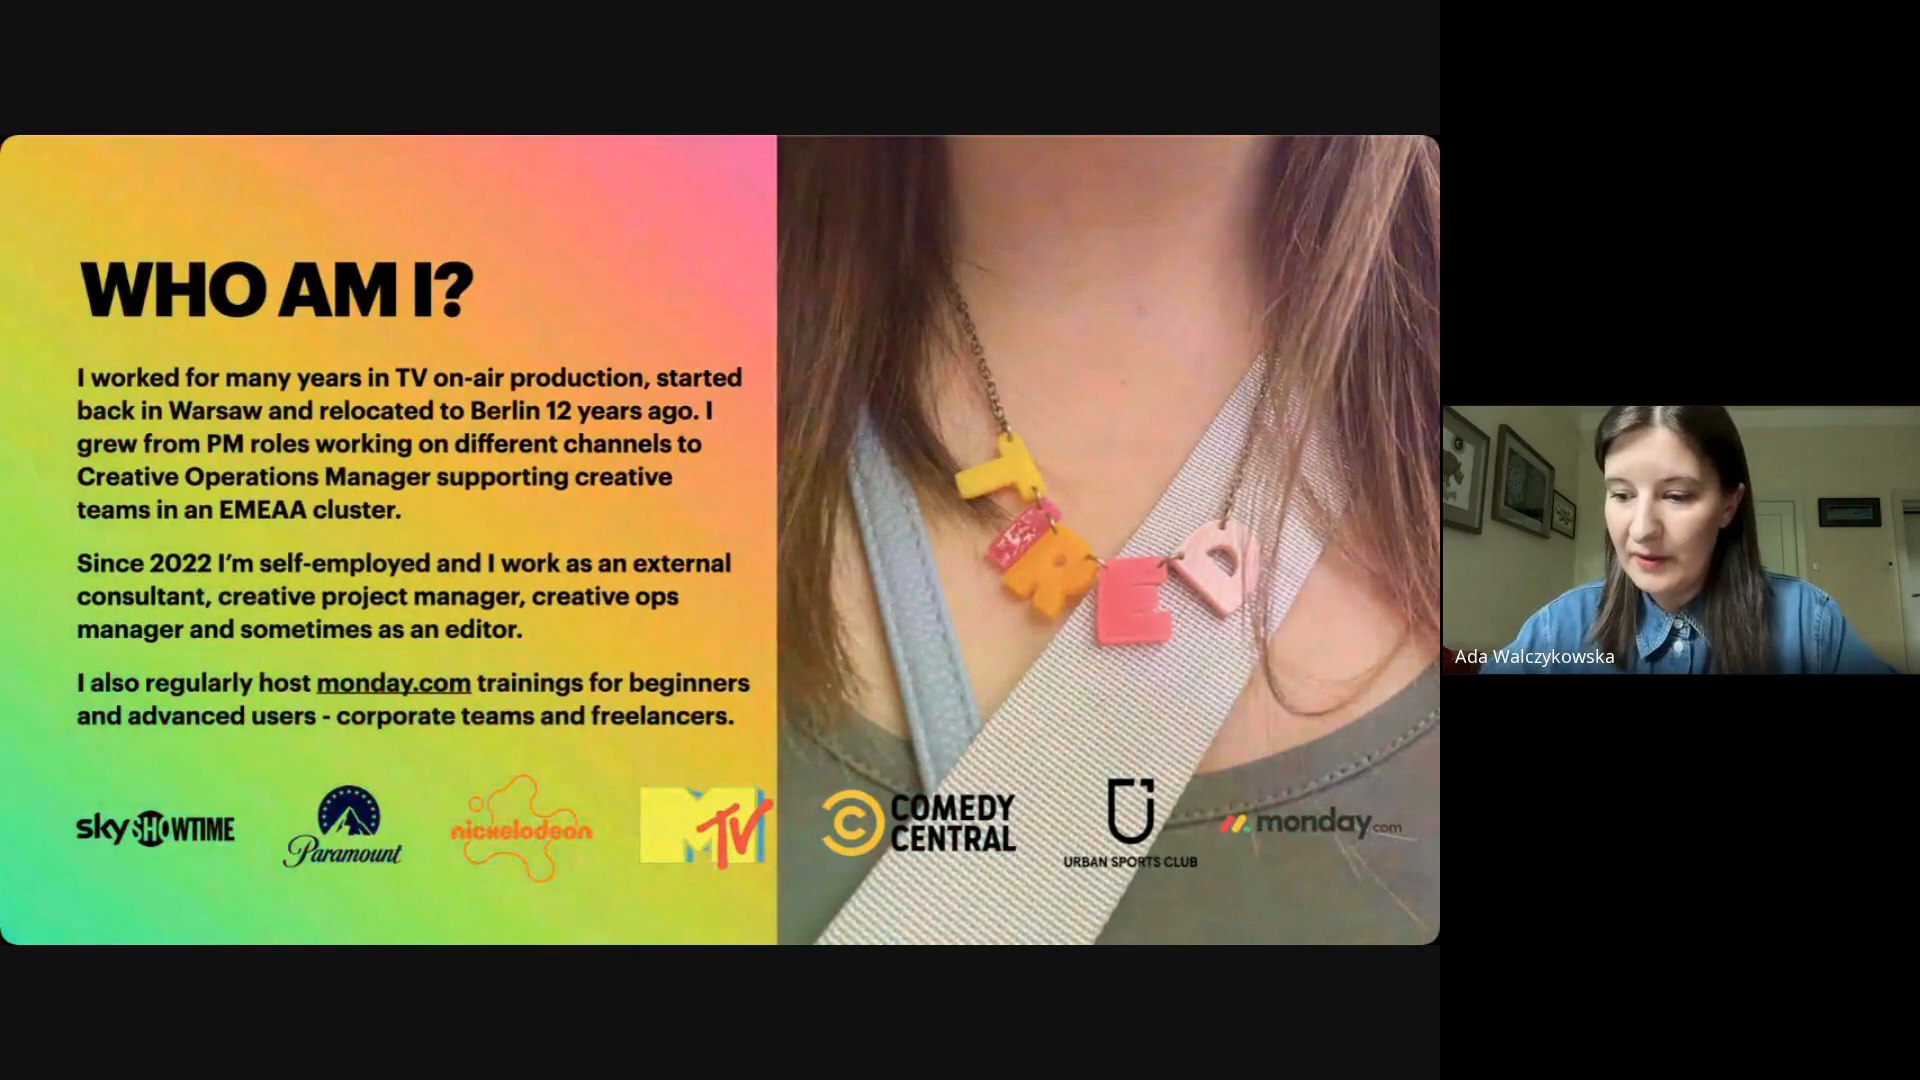 WHO AM I?
I worked for many years in TV on-air production, started
back in Warsaw and relocated to Berlin 12 years ago. I
grew from PM roles working on different channels to
Creative Operations Manager supporting creative
teams in an EMEAA cluster.
Since 2022 I'm self-employed and I work as an external
consultant, creative project manager, creative ops
manager and sometimes as an editor.
I also regularly host monday.com trainings for beginners
and advanced users - corporate teams and freelancers.
sky SHOWTIME
Paramount
nickelodeon
MTV
COMEDY
CENTRAL
URBAN SPORTS CLUB
monday.com
TIRED
Ada Walczykowska